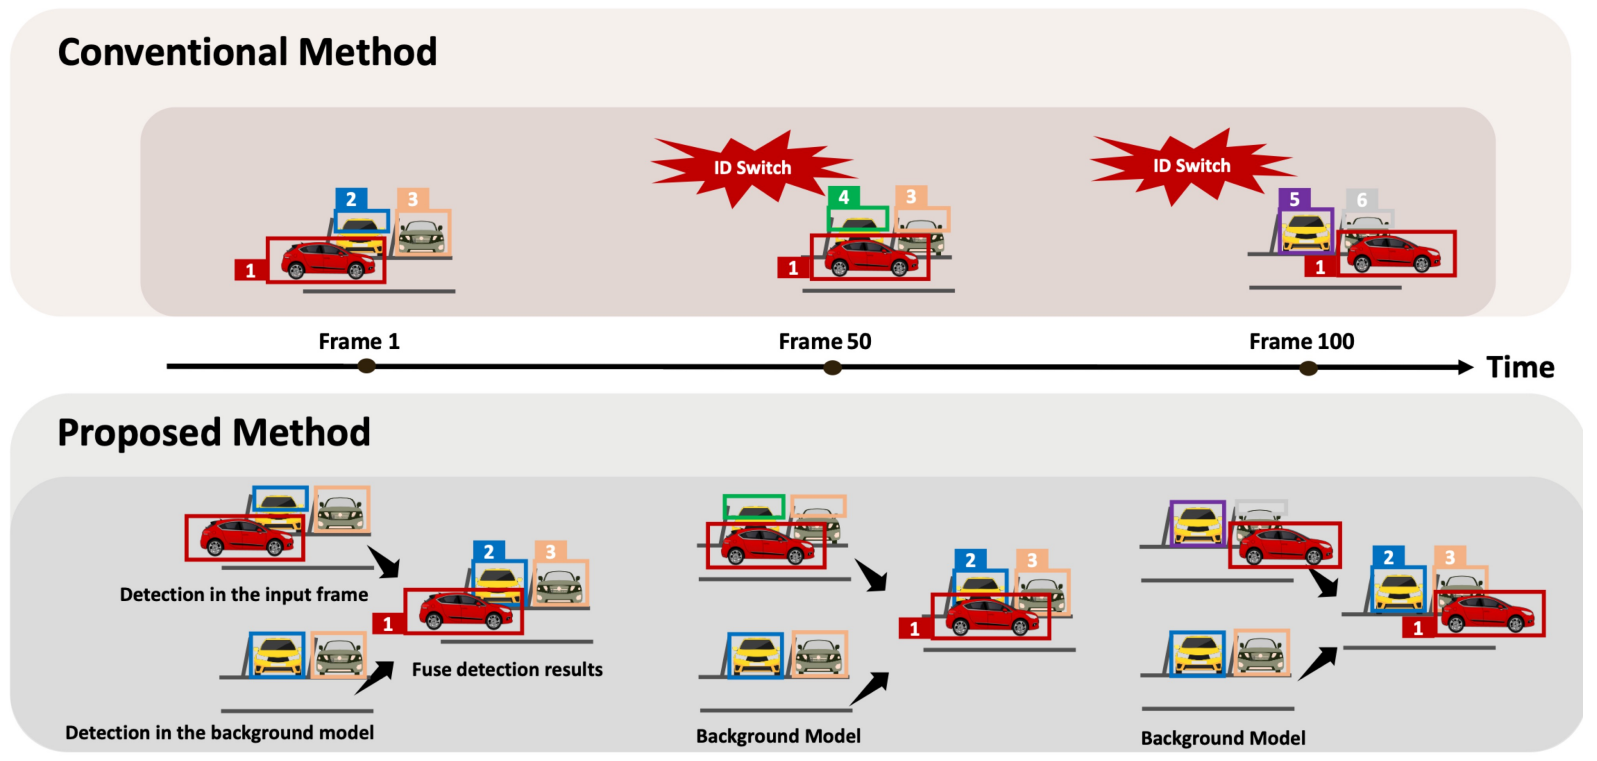 Conventional Method
ID Switch
ID Switch
2
3
4
3
5
6
1
1
1
Frame 1
Frame 50
Frame 100
Time
Proposed Method
2
3
2
3
2
3
Detection in the input frame
1
1
1
Fuse detection results
Detection in the background model
Background Model
Background Model